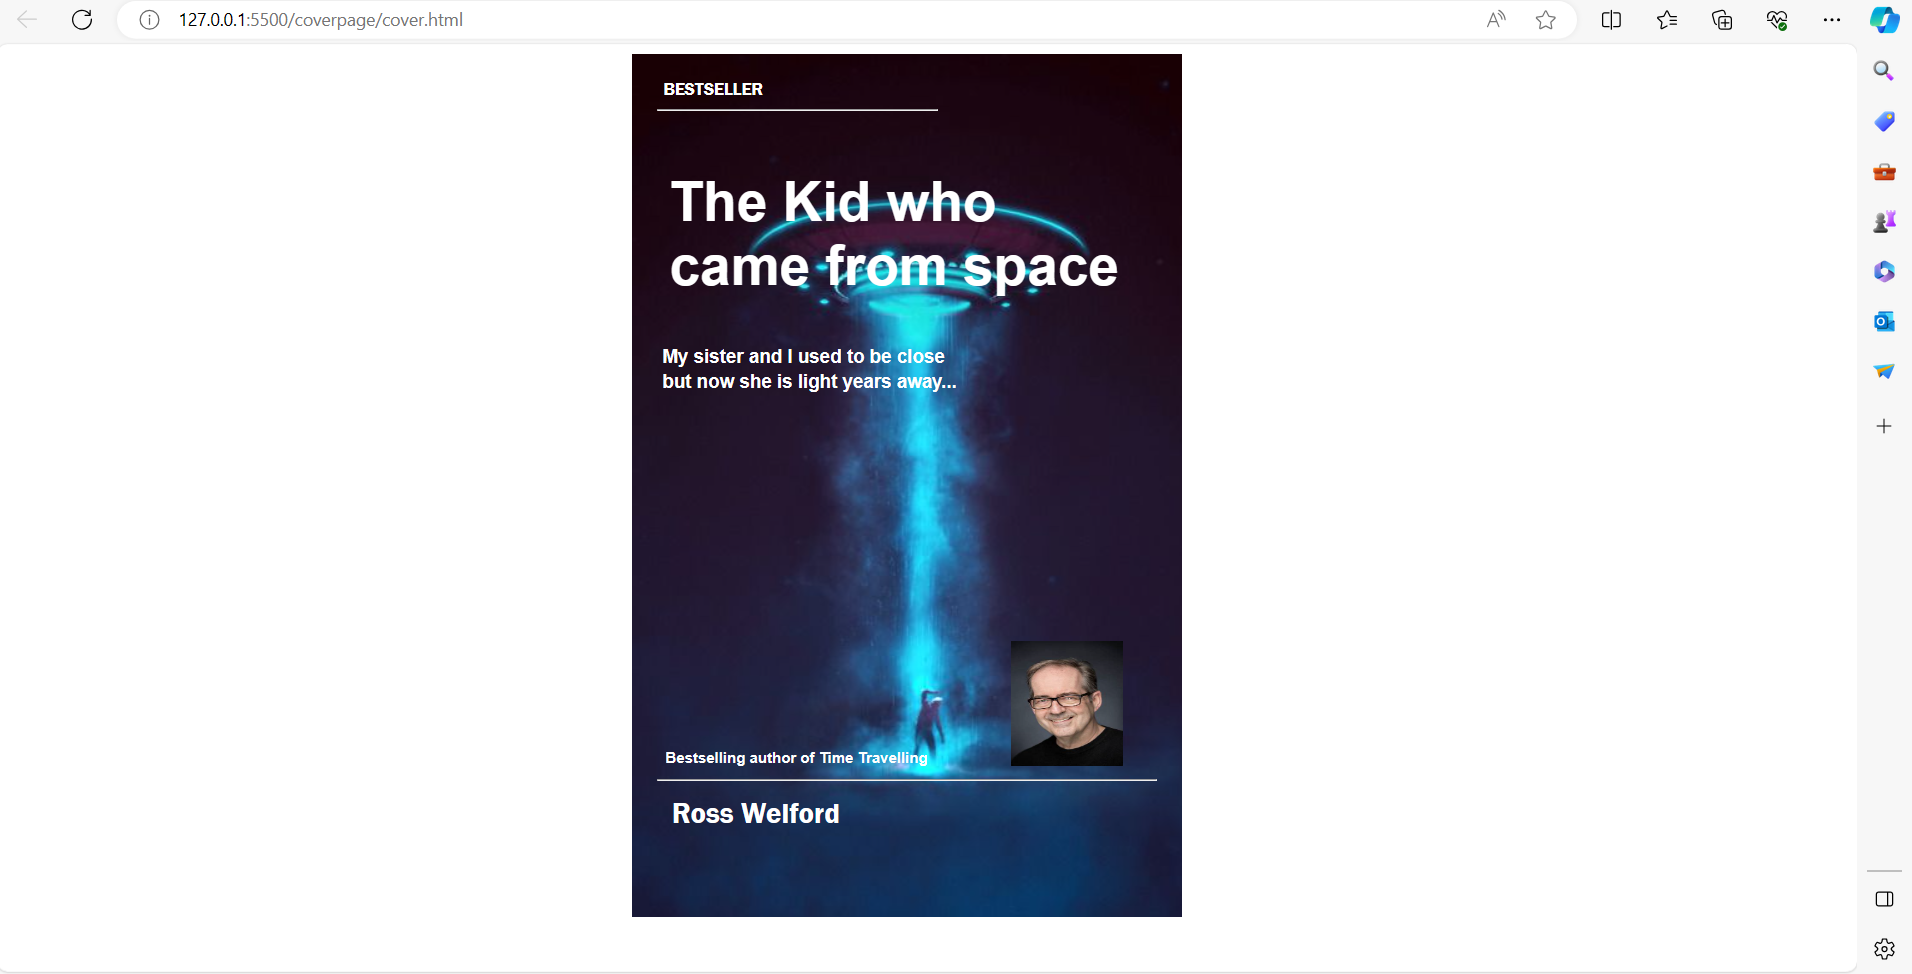 127.0.0.1:5500/coverpage/cover.html
BESTSELLER
The Kid who
came from space
My sister and I used to be close
but now she is light years away...
Bestselling author of Time Travelling
Ross Welford